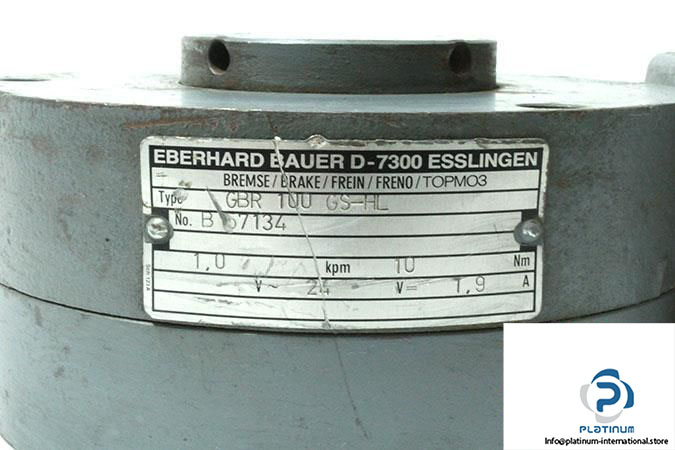 EBERHARD BAUER D-7300 ESSLINGEN
BREMSE/BRAKE/FREIN/FRENO/TOPMO3
Type GBR 100 GS-HL
No. B 67134
1,0 kpm 10 Nm
V~ 24 V= 1,9 A
P
PLATINUM
Info@platinum-international.store